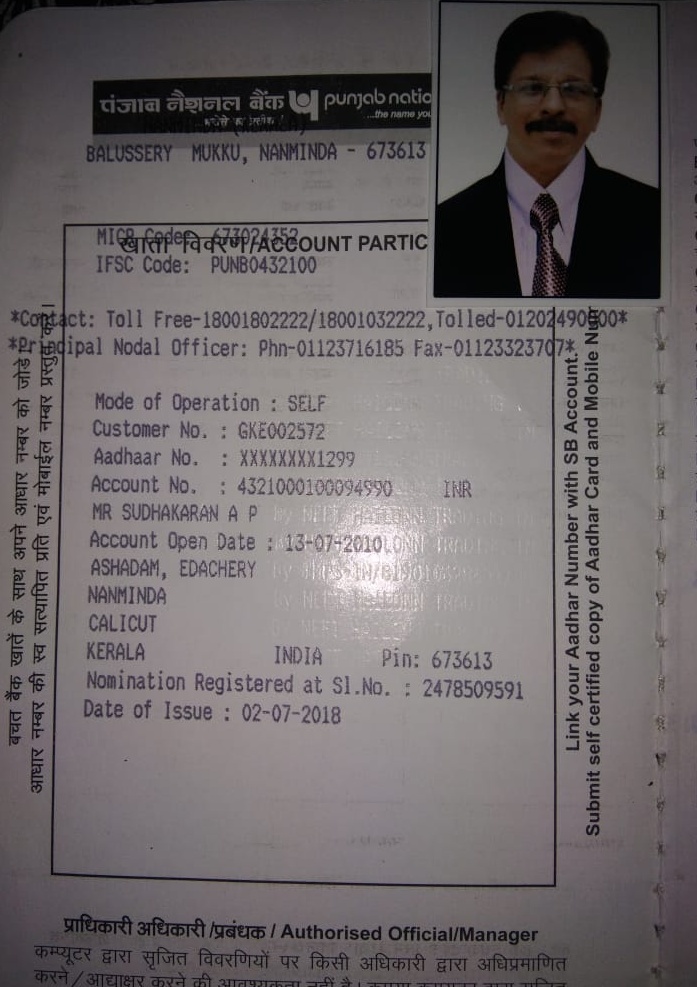 पंजाब नैशनल बैंक punjab natio
...the name you
BALUSSERY MUKKU, NANMINDA - 673613
MICR Code: 673024352
खाता विवरण/ACCOUNT PARTIC
IFSC Code: PUNB0432100
*Contact: Toll Free-18001802222/18001032222,Tolled-01202490000*
*Principal Nodal Officer: Phn-01123716185 Fax-01123323707*
Mode of Operation : SELF
Customer No. : GKE002572
Aadhaar No. : XXXXXXXX1299
Account No. : 4321000100094990 INR
MR SUDHAKARAN A P
Account Open Date : 13-07-2010
ASHADAM, EDACHERY
NANMINDA
CALICUT
KERALA INDIA Pin: 673613
Nomination Registered at Sl.No. : 2478509591
Date of Issue : 02-07-2018
बचत बैंक खातें के साथ अपने आधार नम्बर को जोडें।
आधार नम्बर की स्व सत्यापित प्रति एवं मोबाईल नम्बर प्रस्तुत करें।
Link your Aadhar Number with SB Account.
Submit self certified copy of Aadhar Card and Mobile Num
प्राधिकारी अधिकारी/प्रबंधक / Authorised Official/Manager
कम्प्यूटर द्वारा सृजित विवरणियों पर किसी अधिकारी द्वारा अधिप्रमाणित
करने / आद्याक्षर करने की आवश्यकता नहीं है।